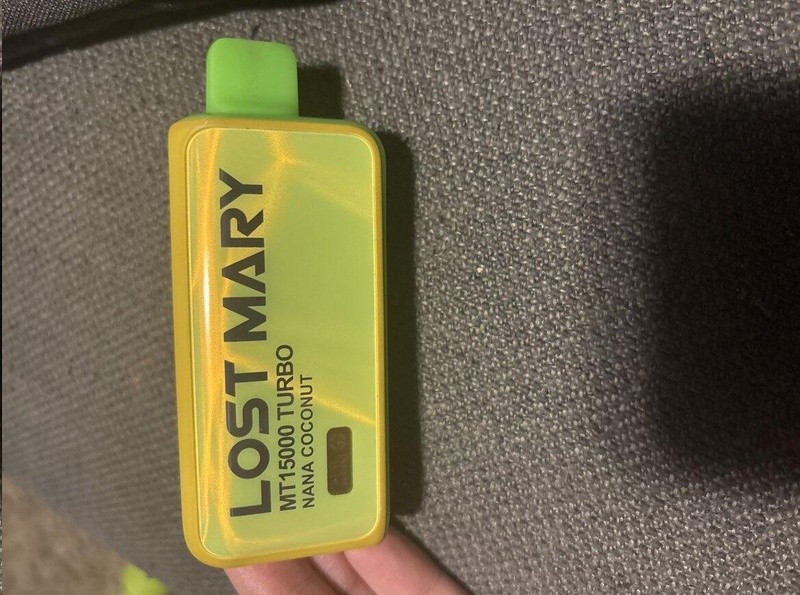 LOST MARY
MT15000 TURBO
NANA COCONUT